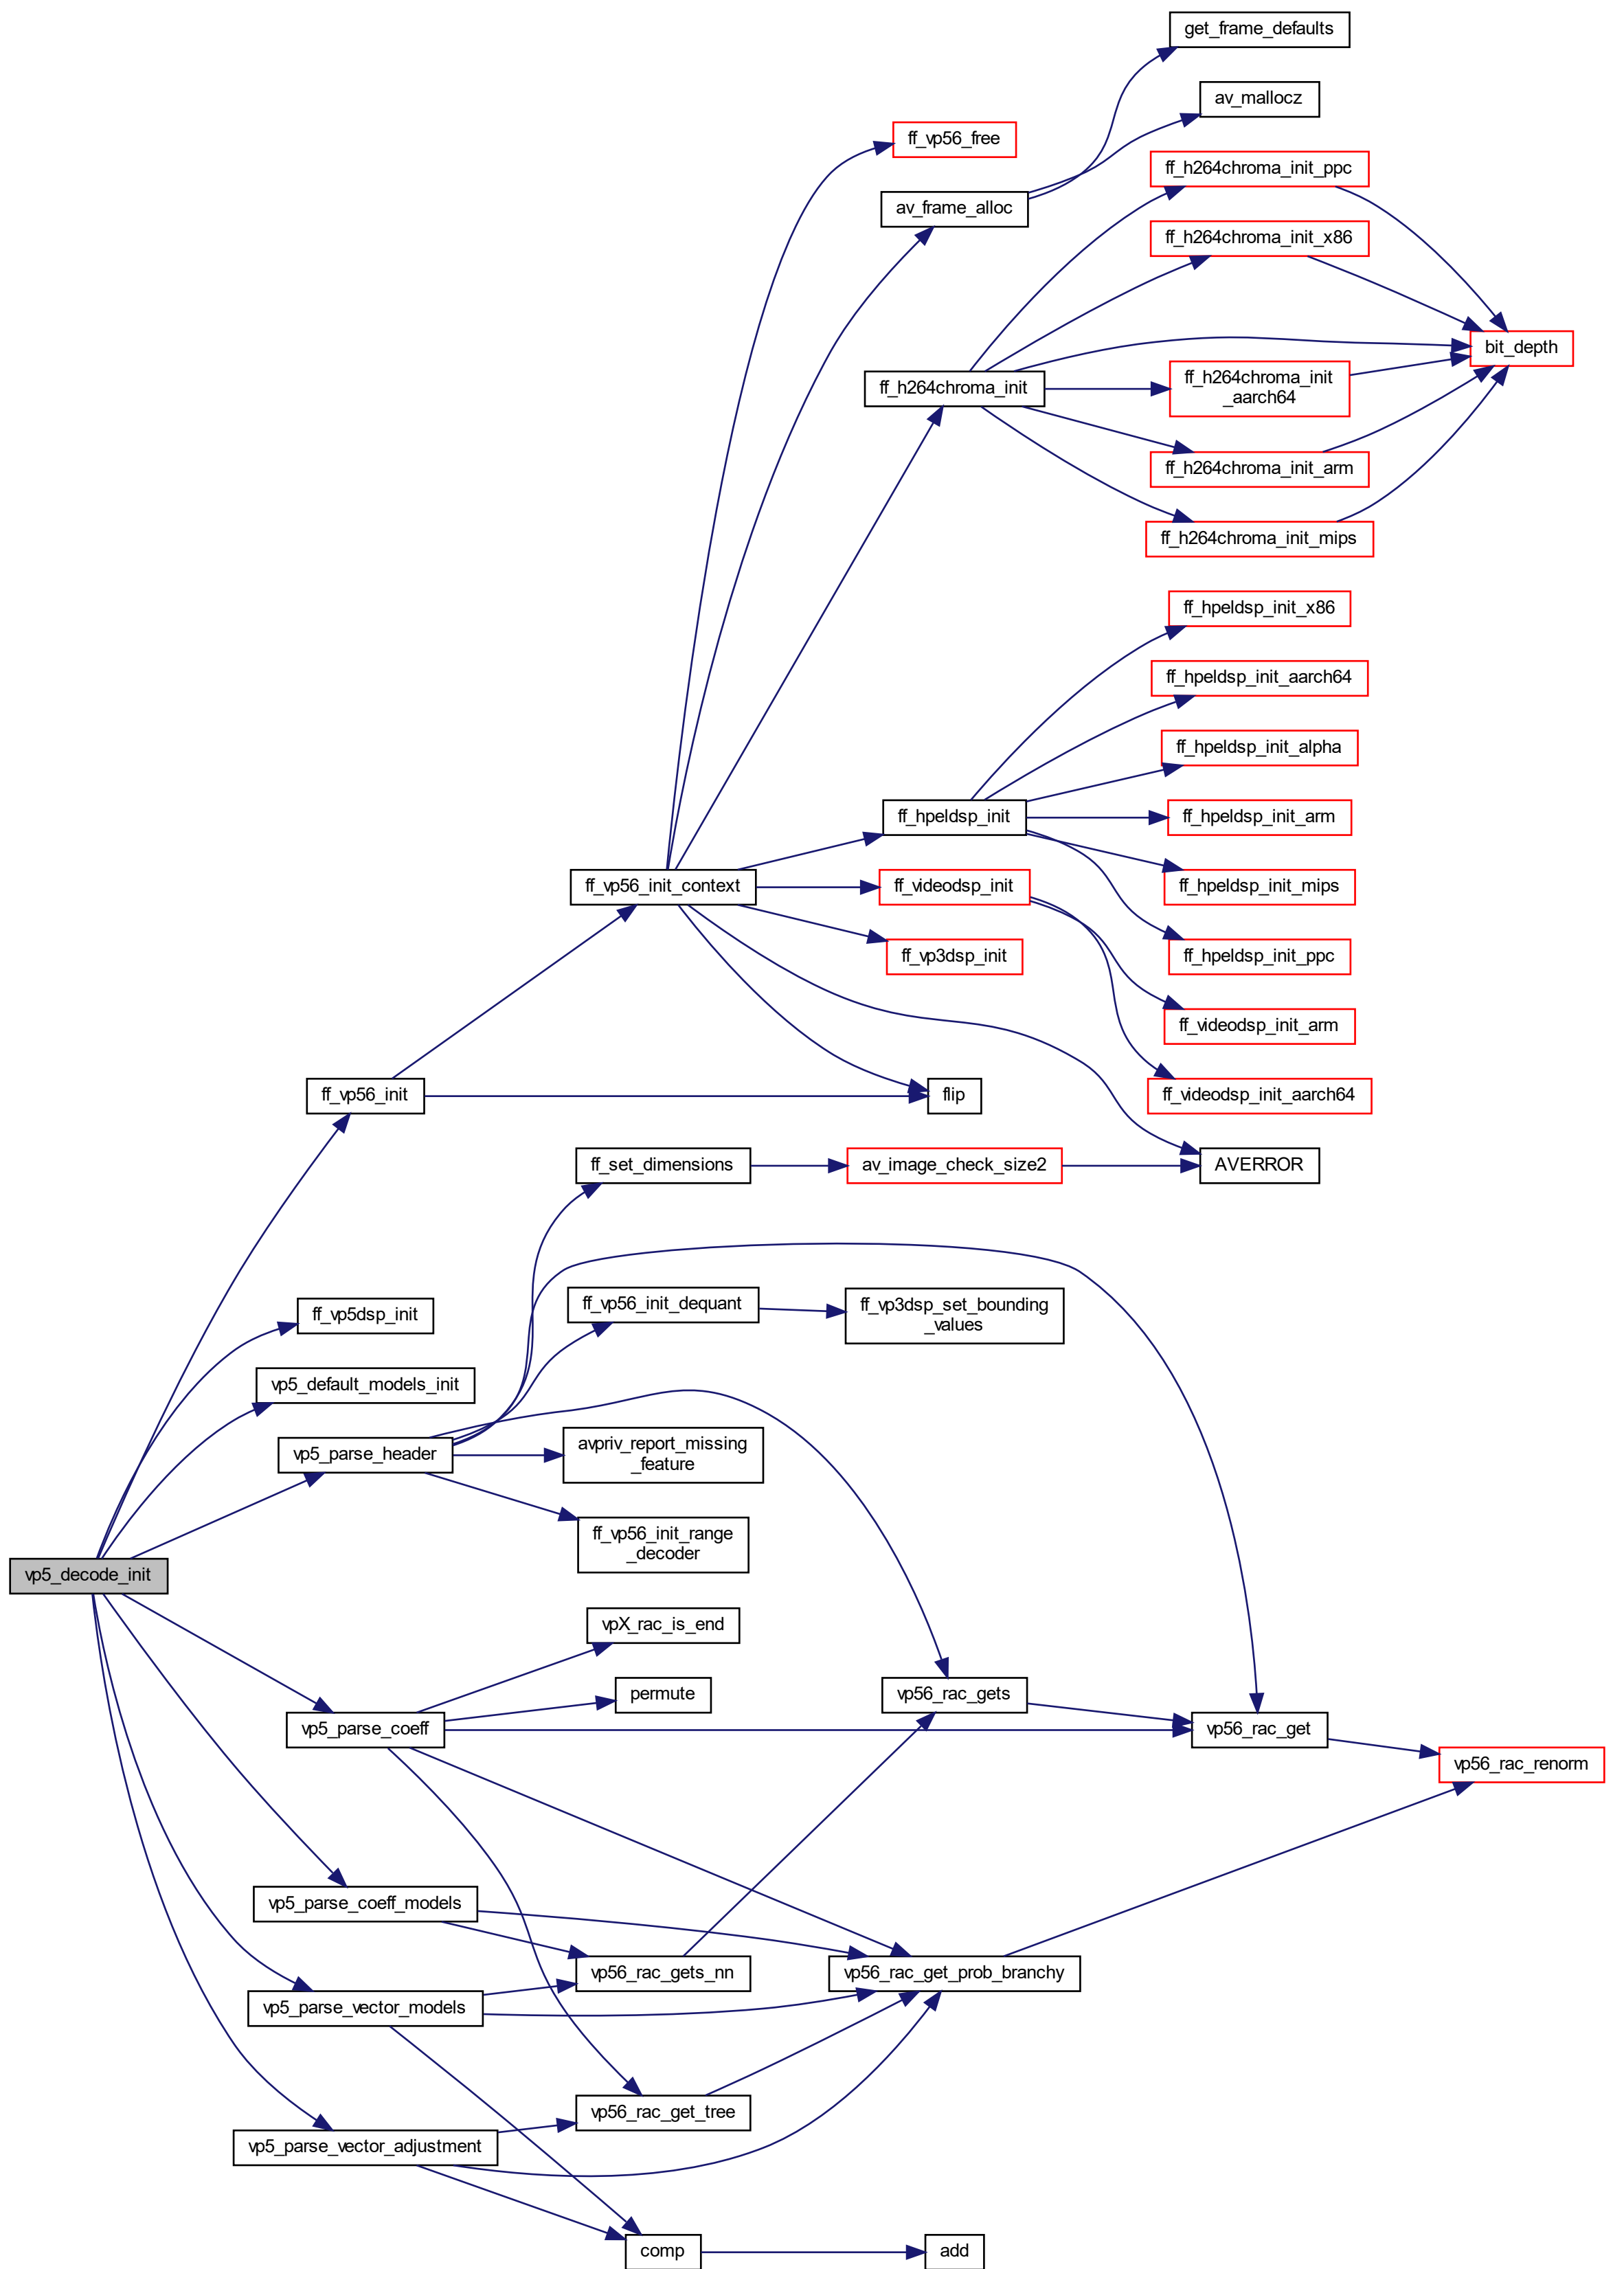 get_frame_defaults
av_mallocz
ff_vp56_free
ff_h264chroma_init_ppc
av_frame_alloc
ff_h264chroma_init_x86
bit_depth
ff_h264chroma_init
ff_h264chroma_init
_aarch64
ff_h264chroma_init_arm
ff_h264chroma_init_mips
ff_hpeldsp_init_x86
ff_hpeldsp_init_aarch64
ff_hpeldsp_init_alpha
ff_hpeldsp_init
ff_hpeldsp_init_arm
ff_vp56_init_context
ff_videodsp_init
ff_hpeldsp_init_mips
ff_vp3dsp_init
ff_hpeldsp_init_ppc
ff_videodsp_init_arm
ff_vp56_init
flip
ff_videodsp_init_aarch64
ff_set_dimensions
av_image_check_size2
AVERROR
ff_vp5dsp_init
ff_vp56_init_dequant
ff_vp3dsp_set_bounding
_values
vp5_default_models_init
vp5_parse_header
avpriv_report_missing
_feature
ff_vp56_init_range
_decoder
vp5_decode_init
vpX_rac_is_end
permute
vp56_rac_gets
vp5_parse_coeff
vp56_rac_get
vp56_rac_renorm
vp5_parse_coeff_models
vp56_rac_gets_nn
vp56_rac_get_prob_branchy
vp5_parse_vector_models
vp56_rac_get_tree
vp5_parse_vector_adjustment
comp
add